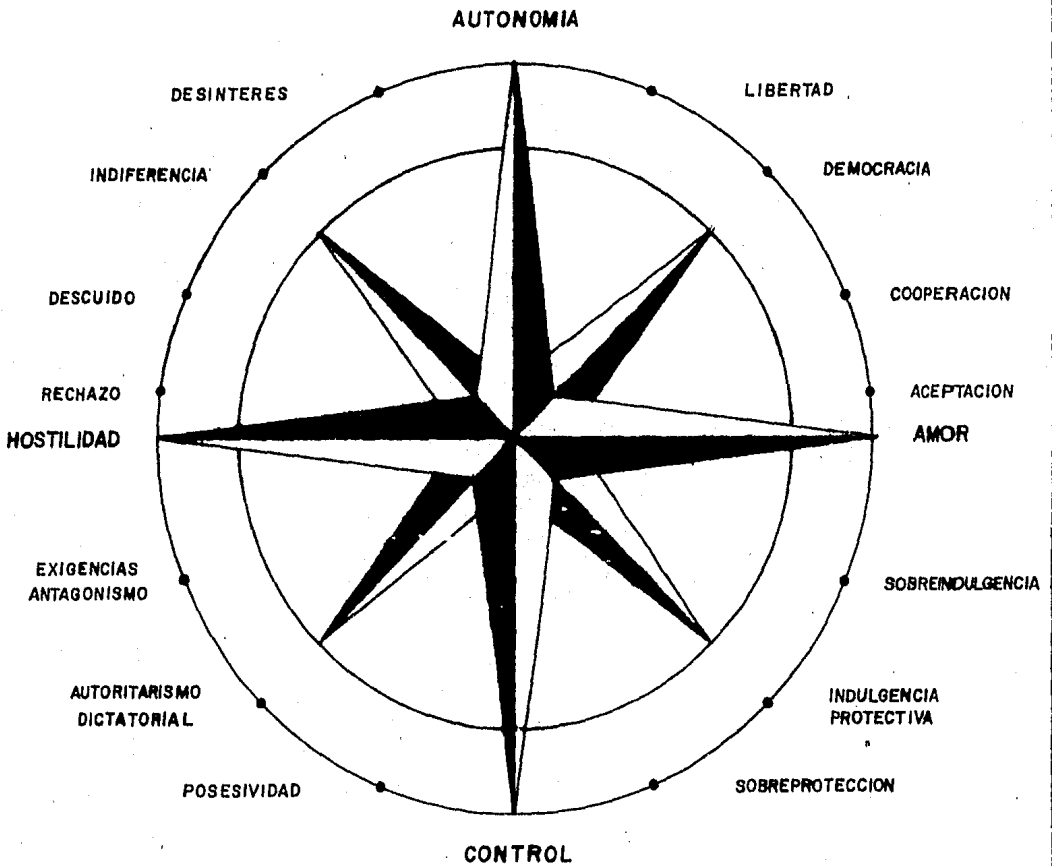 AUTONOMIA
DESINTERES
LIBERTAD
INDIFERENCIA
DEMOCRACIA
DESCUIDO
COOPERACION
RECHAZO
ACEPTACION
HOSTILIDAD
AMOR
EXIGENCIAS
ANTAGONISMO
SOBREINDULGENCIA
AUTORITARISMO
DICTATORIAL
INDULGENCIA
PROTECTIVA
POSESIVIDAD
SOBREPROTECCION
CONTROL